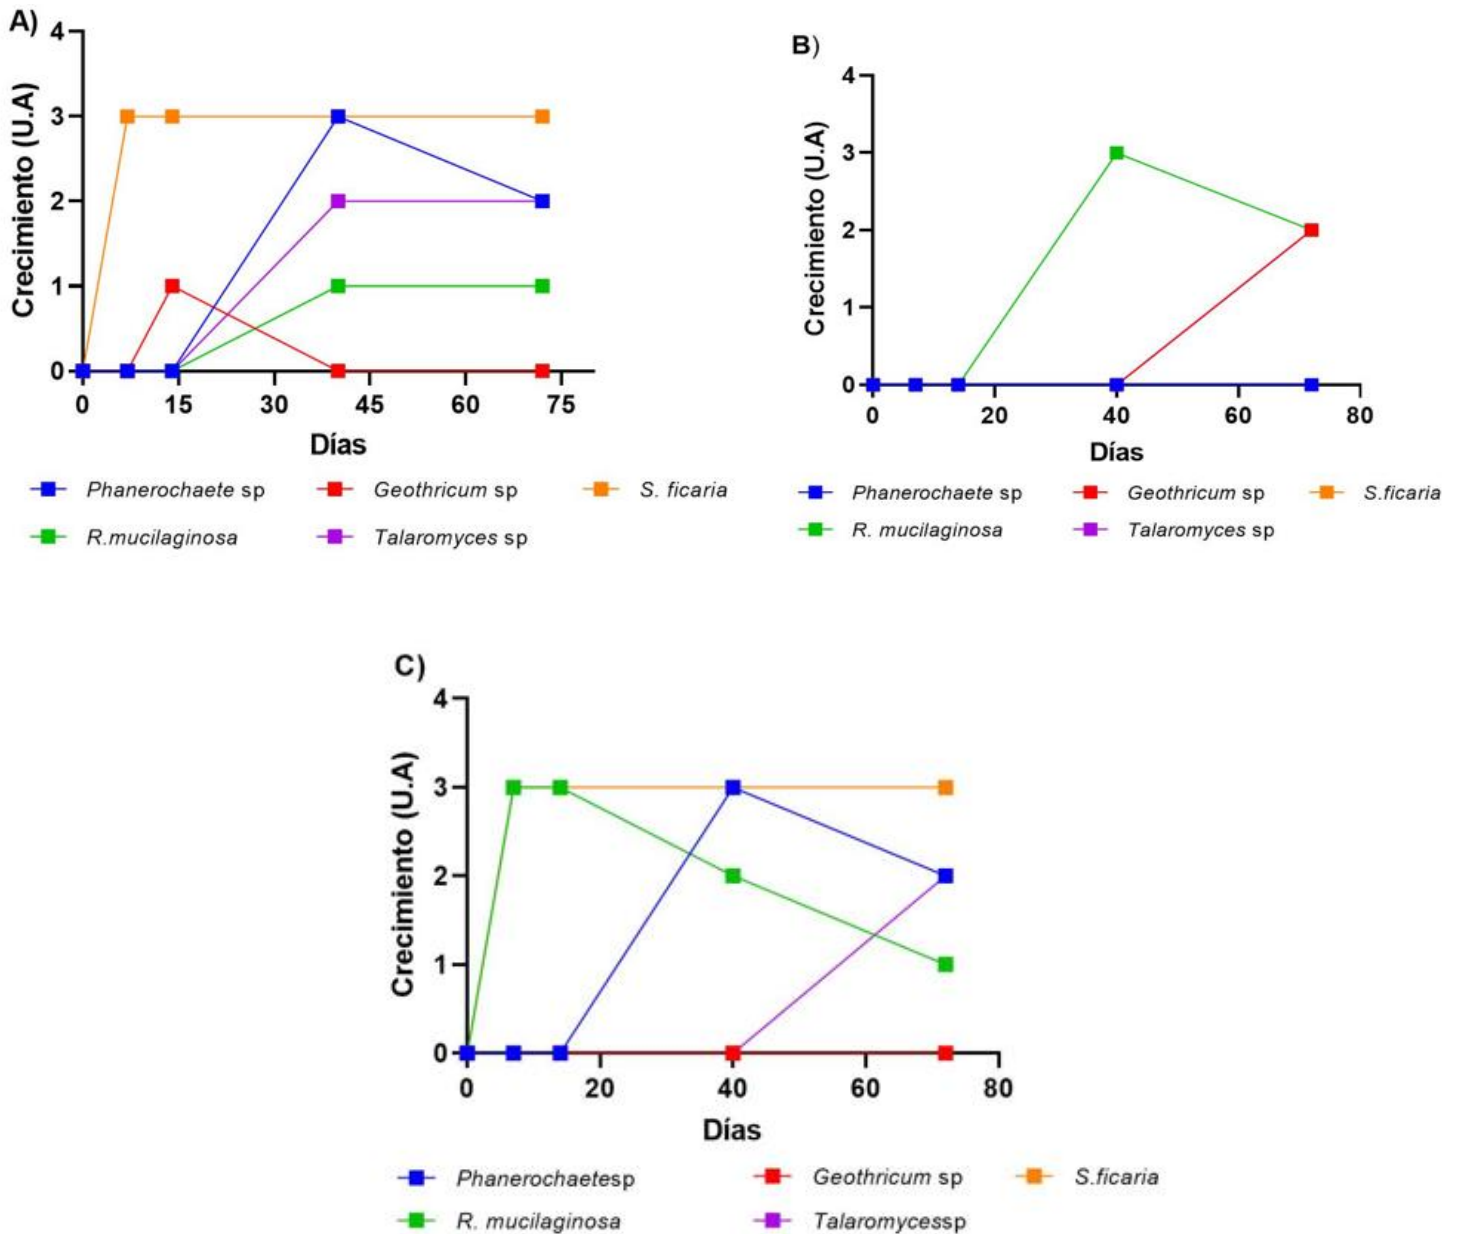 A)
4
3
2
1
0
Crecimiento (U.A)
0 15 30 45 60 75
Días
Phanerochaete sp Geothricum sp S. ficaria
R.mucilaginosa Talaromyces sp
B)
4
3
2
1
0
Crecimiento (U.A)
0 20 40 60 80
Días
Phanerochaete sp Geothricum sp S.ficaria
R. mucilaginosa Talaromyces sp
C)
4
3
2
1
0
Crecimiento (U.A)
0 20 40 60 80
Días
Phanerochaetesp Geothricum sp S.ficaria
R. mucilaginosa Talaromycessp